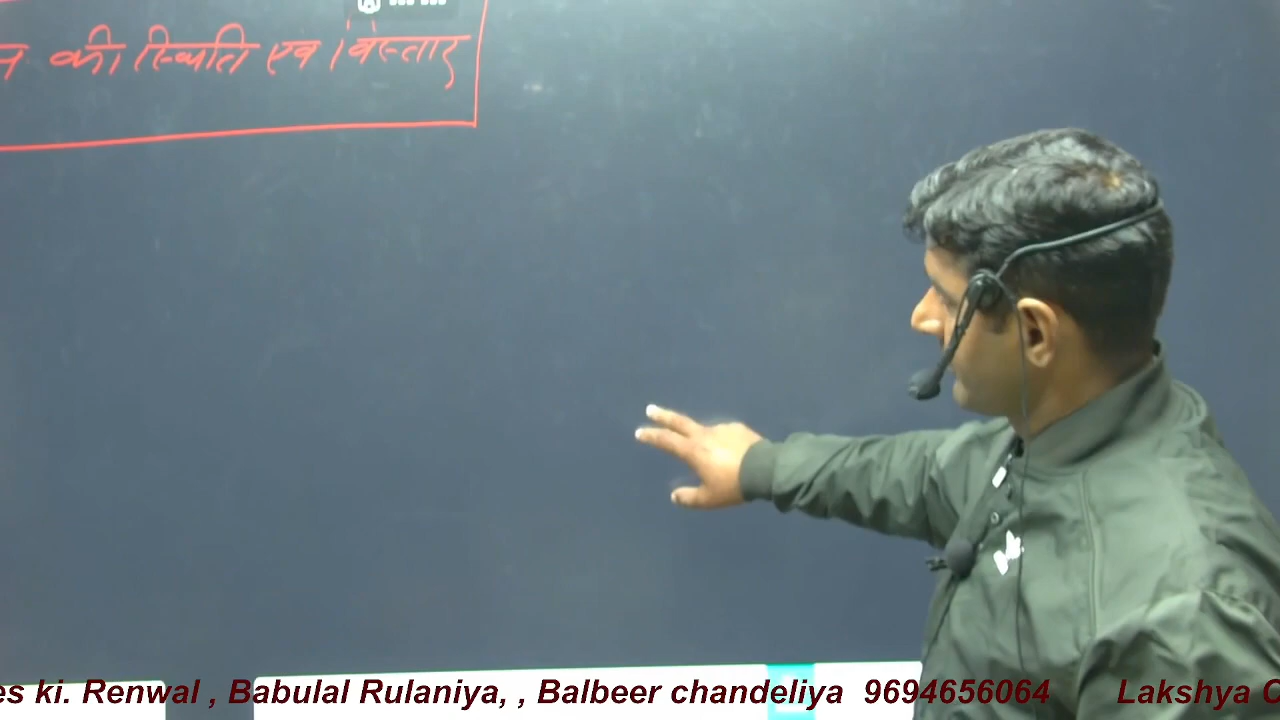 न की स्थिति एवं विस्तार
es ki. Renwal , Babulal Rulaniya, , Balbeer chandeliya 9694656064 Lakshya C